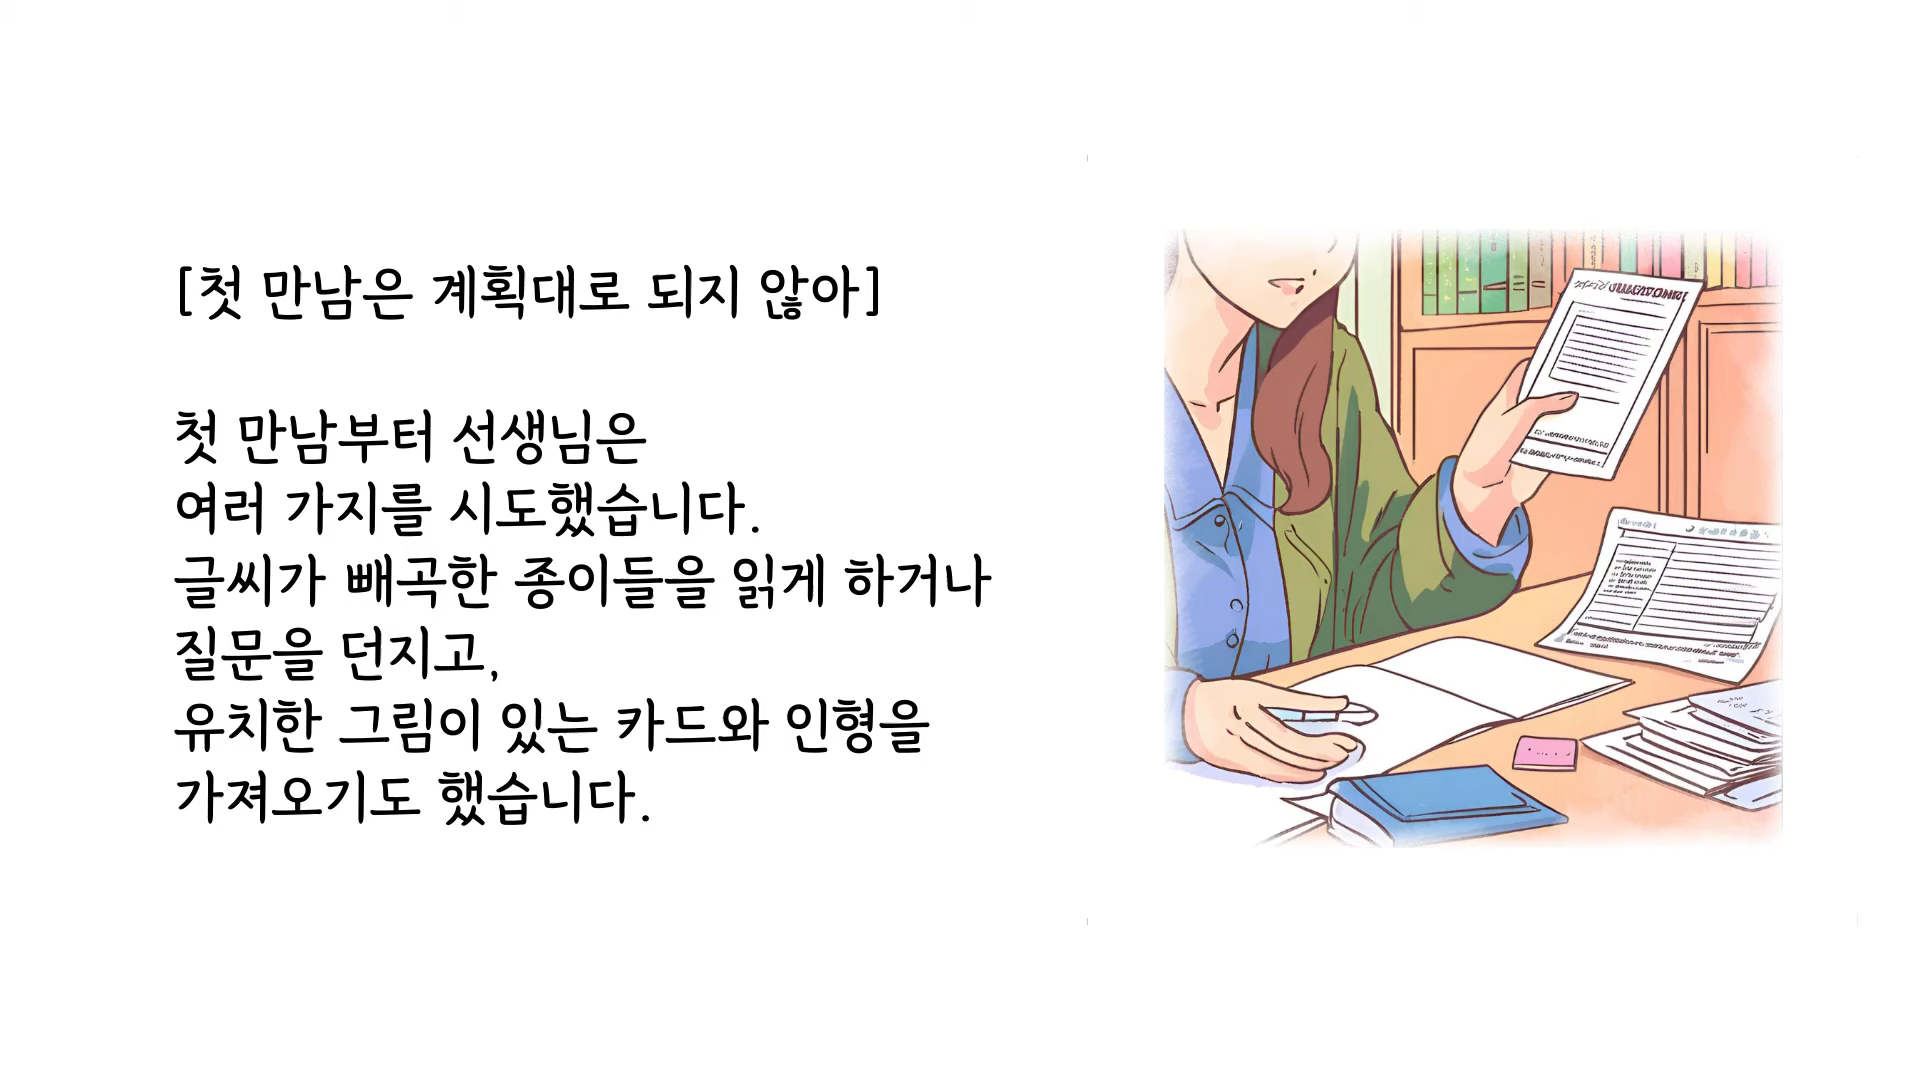 [첫 만남은 계획대로 되지 않아]
첫 만남부터 선생님은
여러 가지를 시도했습니다.
글씨가 빼곡한 종이들을 읽게 하거나
질문을 던지고,
유치한 그림이 있는 카드와 인형을
가져오기도 했습니다.